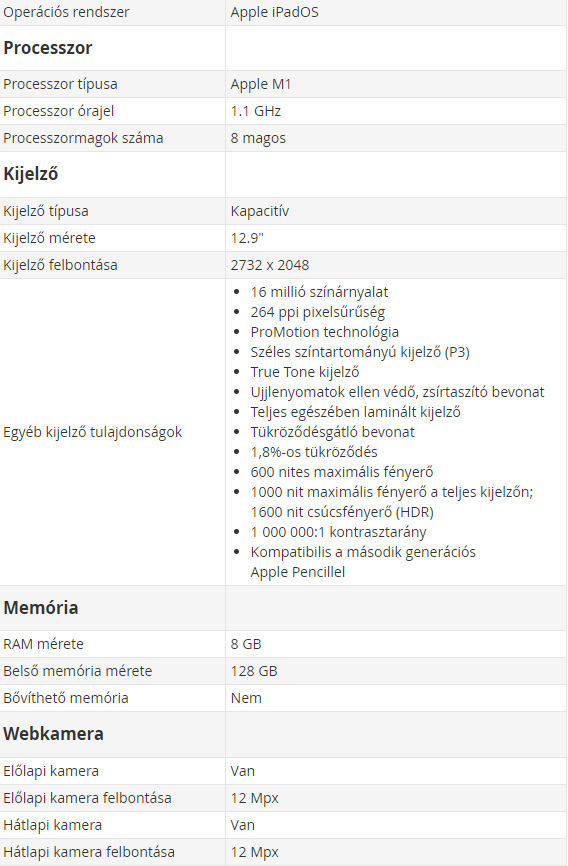 Operációs rendszer Apple iPadOS
Processzor
Processzor típusa Apple M1
Processzor órajel 1.1 GHz
Processzormagok száma 8 magos
Kijelző
Kijelző típusa Kapacitív
Kijelző mérete 12.9"
Kijelző felbontása 2732 x 2048
Egyéb kijelző tulajdonságok
• 16 millió színárnyalat
• 264 ppi pixelsűrűség
• ProMotion technológia
• Széles színtartományú kijelző (P3)
• True Tone kijelző
• Ujjlenyomatok ellen védő, zsírtaszító bevonat
• Teljes egészében laminált kijelző
• Tükröződésgátló bevonat
• 1,8%-os tükröződés
• 600 nites maximális fényerő
• 1000 nit maximális fényerő a teljes kijelzőn;
1600 nit csúcsfényerő (HDR)
• 1 000 000:1 kontrasztarány
• Kompatibilis a második generációs
Apple Pencillel
Memória
RAM mérete 8 GB
Belső memória mérete 128 GB
Bővíthető memória Nem
Webkamera
Előlapi kamera Van
Előlapi kamera felbontása 12 Mpx
Hátlapi kamera Van
Hátlapi kamera felbontása 12 Mpx